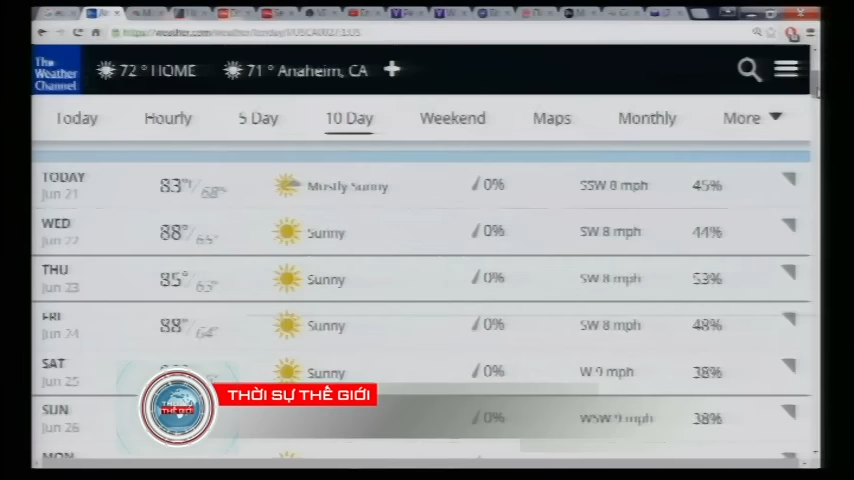 The
Weather
Channel
72° HOME
71° Anaheim, CA
Today
Hourly
5 Day
10 Day
Weekend
Maps
Monthly
More
TODAY
Jun 21
83°
68°
Mostly Sunny
0%
SSW 8 mph
45%
WED
Jun 22
88°
Sunny
0%
SW 8 mph
44%
THU
Jun 23
85°
63°
Sunny
0%
SW 8 mph
53%
FRI
Jun 24
88°
64°
Sunny
0%
SW 8 mph
48%
SAT
Jun 25
Sunny
0%
W 9 mph
38%
SUN
Jun 26
0%
WSW 9 mph
38%
MON
THẾ GIỚI
THỜI SỰ THẾ GIỚI